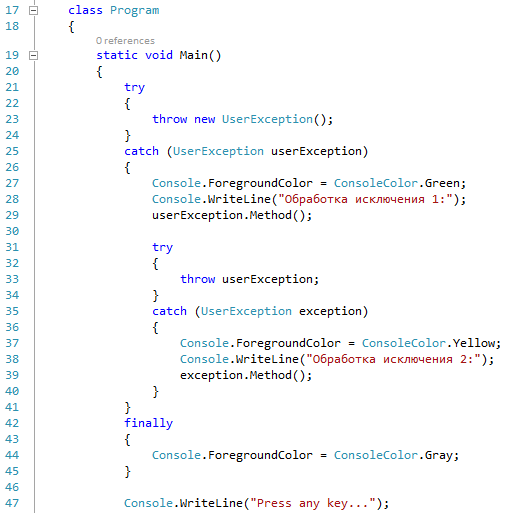 17 class Program
18 {
0 references
19 static void Main()
20 {
21 try
22 {
23 throw new UserException();
24 }
25 catch (UserException userException)
26 {
27 Console.ForegroundColor = ConsoleColor.Green;
28 Console.WriteLine("Обработка исключения 1:");
29 userException.Method();
30
31 try
32 {
33 throw userException;
34 }
35 catch (UserException exception)
36 {
37 Console.ForegroundColor = ConsoleColor.Yellow;
38 Console.WriteLine("Обработка исключения 2:");
39 exception.Method();
40 }
41 }
42 finally
43 {
44 Console.ForegroundColor = ConsoleColor.Gray;
45 }
46
47 Console.WriteLine("Press any key...");